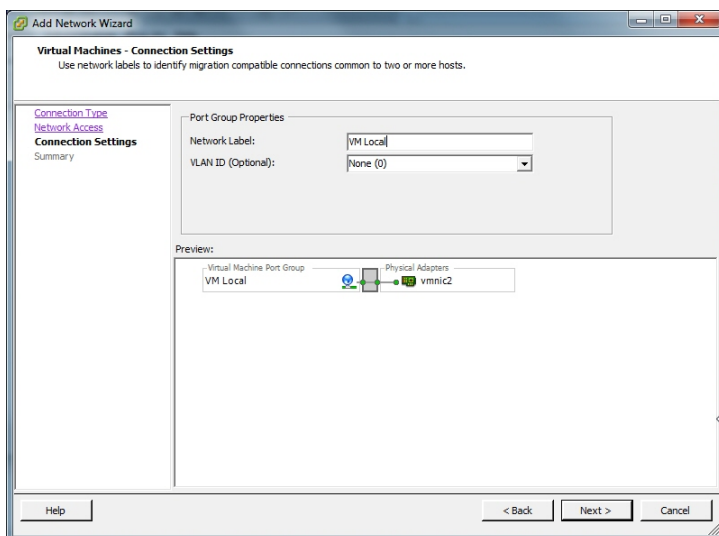 Add Network Wizard
Virtual Machines - Connection Settings
Use network labels to identify migration compatible connections common to two or more hosts.
Connection Type
Network Access
Connection Settings
Summary
Port Group Properties
Network Label:
VM Local
VLAN ID (Optional):
None (0)
Preview:
Virtual Machine Port Group
VM Local
Physical Adapters
vmnic2
Help
< Back
Next >
Cancel